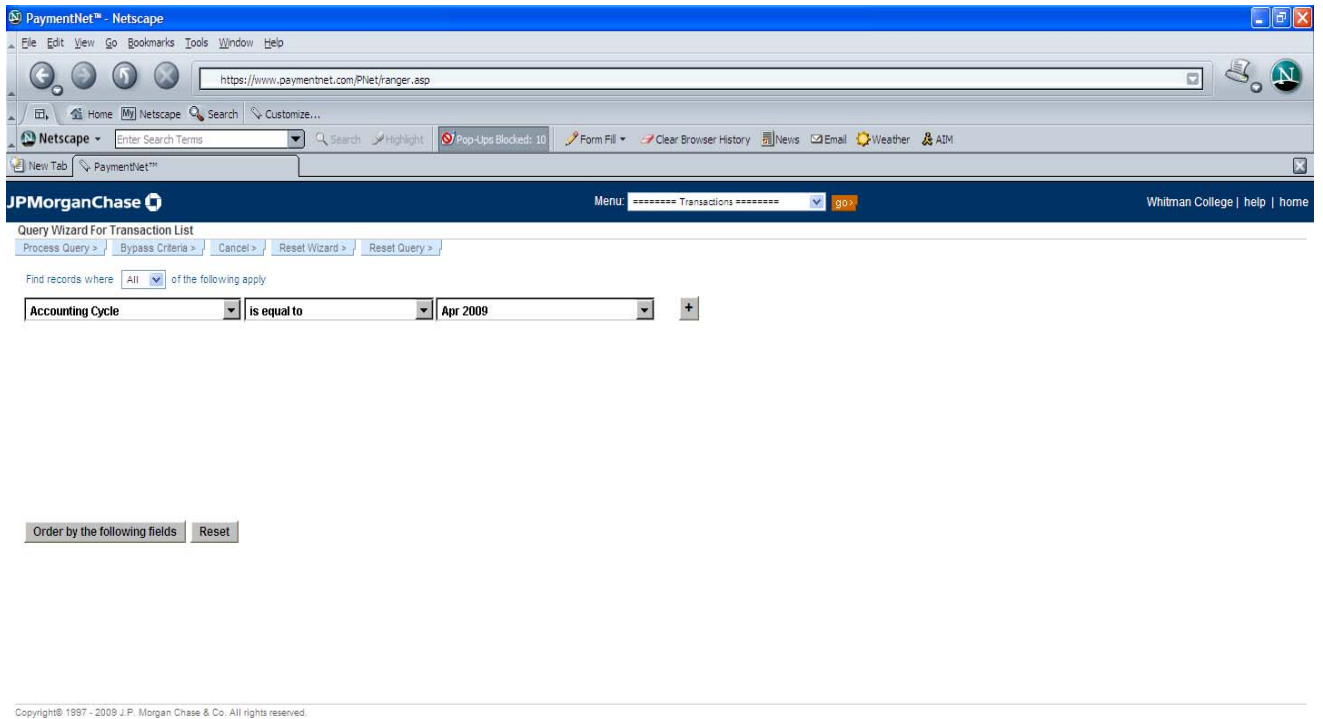 PaymentNet™ - Netscape
File Edit View Go Bookmarks Tools Window Help
https://www.paymentnet.com/PNet/ranger.asp
Home My Netscape Search Customize...
Netscape Enter Search Terms Search Highlight Pop-Ups Blocked: 10 Form Fill Clear Browser History News Email Weather AIM
New Tab PaymentNet™
JPMorganChase Menu: ======== Transactions ======== go> Whitman College | help | home
Query Wizard For Transaction List
Process Query > Bypass Criteria > Cancel > Reset Wizard > Reset Query >
Find records where All of the following apply
Accounting Cycle is equal to Apr 2009 +
Order by the following fields Reset
Copyright© 1997 - 2009 J.P. Morgan Chase & Co. All rights reserved.